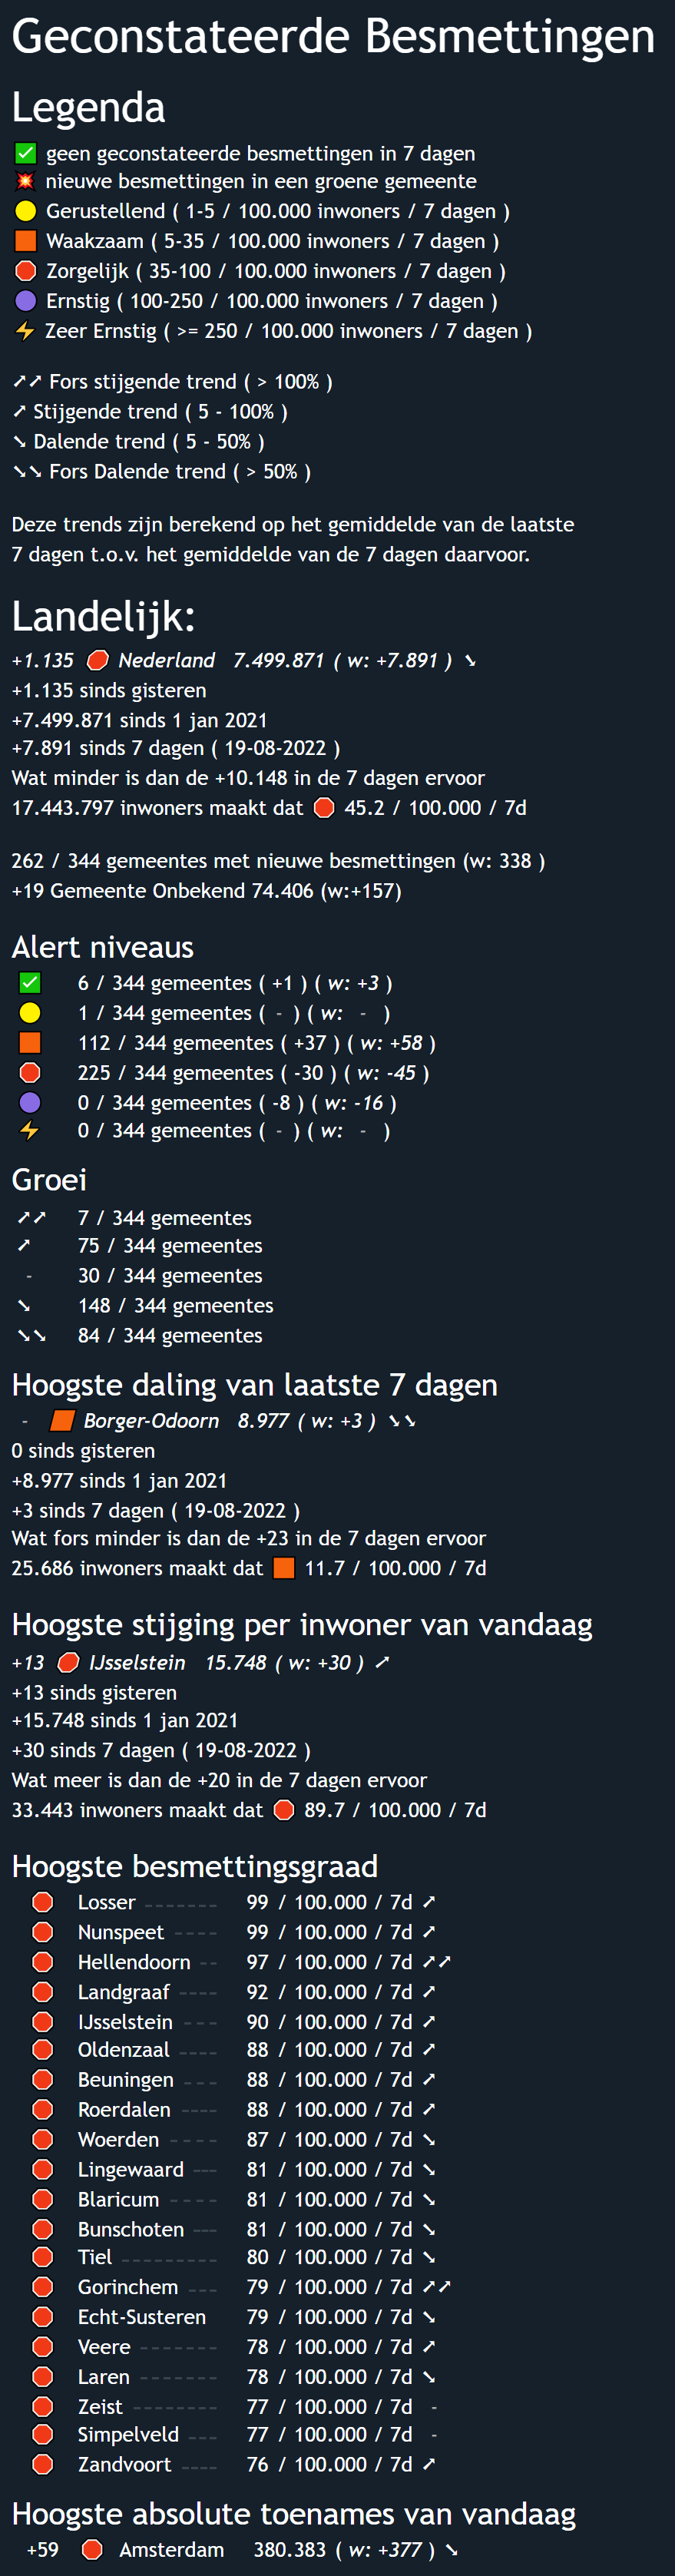 Geconstateerde Besmettingen
Legenda
✅ geen geconstateerde besmettingen in 7 dagen
💥 nieuwe besmettingen in een groene gemeente
🟡 Gerustellend ( 1-5 / 100.000 inwoners / 7 dagen )
🟧 Waakzaam ( 5-35 / 100.000 inwoners / 7 dagen )
🛑 Zorgelijk ( 35-100 / 100.000 inwoners / 7 dagen )
🟣 Ernstig ( 100-250 / 100.000 inwoners / 7 dagen )
⚡ Zeer Ernstig ( >= 250 / 100.000 inwoners / 7 dagen )
➚➚ Fors stijgende trend ( > 100% )
➚ Stijgende trend ( 5 - 100% )
➘ Dalende trend ( 5 - 50% )
➘➘ Fors Dalende trend ( > 50% )
Deze trends zijn berekend op het gemiddelde van de laatste
7 dagen t.o.v. het gemiddelde van de 7 dagen daarvoor.
Landelijk:
+1.135 🛑 Nederland 7.499.871 ( w: +7.891 ) ➘
+1.135 sinds gisteren
+7.499.871 sinds 1 jan 2021
+7.891 sinds 7 dagen ( 19-08-2022 )
Wat minder is dan de +10.148 in de 7 dagen ervoor
17.443.797 inwoners maakt dat 🛑 45.2 / 100.000 / 7d
262 / 344 gemeentes met nieuwe besmettingen (w: 338 )
+19 Gemeente Onbekend 74.406 (w:+157)
Alert niveaus
✅ 6 / 344 gemeentes ( +1 ) ( w: +3 )
🟡 1 / 344 gemeentes ( - ) ( w: - )
🟧 112 / 344 gemeentes ( +37 ) ( w: +58 )
🛑 225 / 344 gemeentes ( -30 ) ( w: -45 )
🟣 0 / 344 gemeentes ( -8 ) ( w: -16 )
⚡ 0 / 344 gemeentes ( - ) ( w: - )
Groei
➚➚ 7 / 344 gemeentes
➚ 75 / 344 gemeentes
- 30 / 344 gemeentes
➘ 148 / 344 gemeentes
➘➘ 84 / 344 gemeentes
Hoogste daling van laatste 7 dagen
- 🟧 Borger-Odoorn 8.977 ( w: +3 ) ➘➘
0 sinds gisteren
+8.977 sinds 1 jan 2021
+3 sinds 7 dagen ( 19-08-2022 )
Wat fors minder is dan de +23 in de 7 dagen ervoor
25.686 inwoners maakt dat 🟧 11.7 / 100.000 / 7d
Hoogste stijging per inwoner van vandaag
+13 🛑 IJsselstein 15.748 ( w: +30 ) ➚
+13 sinds gisteren
+15.748 sinds 1 jan 2021
+30 sinds 7 dagen ( 19-08-2022 )
Wat meer is dan de +20 in de 7 dagen ervoor
33.443 inwoners maakt dat 🛑 89.7 / 100.000 / 7d
Hoogste besmettingsgraad
🛑 Losser ------- 99 / 100.000 / 7d ➚
🛑 Nunspeet ---- 99 / 100.000 / 7d ➚
🛑 Hellendoorn -- 97 / 100.000 / 7d ➚➚
🛑 Landgraaf ---- 92 / 100.000 / 7d ➚
🛑 IJsselstein --- 90 / 100.000 / 7d ➚
🛑 Oldenzaal ---- 88 / 100.000 / 7d ➚
🛑 Beuningen --- 88 / 100.000 / 7d ➚
🛑 Roerdalen ---- 88 / 100.000 / 7d ➚
🛑 Woerden ---- 87 / 100.000 / 7d ➘
🛑 Lingewaard --- 81 / 100.000 / 7d ➘
🛑 Blaricum ---- 81 / 100.000 / 7d ➘
🛑 Bunschoten --- 81 / 100.000 / 7d ➘
🛑 Tiel --------- 80 / 100.000 / 7d ➘
🛑 Gorinchem --- 79 / 100.000 / 7d ➚➚
🛑 Echt-Susteren 79 / 100.000 / 7d ➘
🛑 Veere ------- 78 / 100.000 / 7d ➚
🛑 Laren ------- 78 / 100.000 / 7d ➘
🛑 Zeist -------- 77 / 100.000 / 7d -
🛑 Simpelveld --- 77 / 100.000 / 7d -
🛑 Zandvoort ---- 76 / 100.000 / 7d ➚
Hoogste absolute toenames van vandaag
+59 🛑 Amsterdam 380.383 ( w: +377 ) ➘